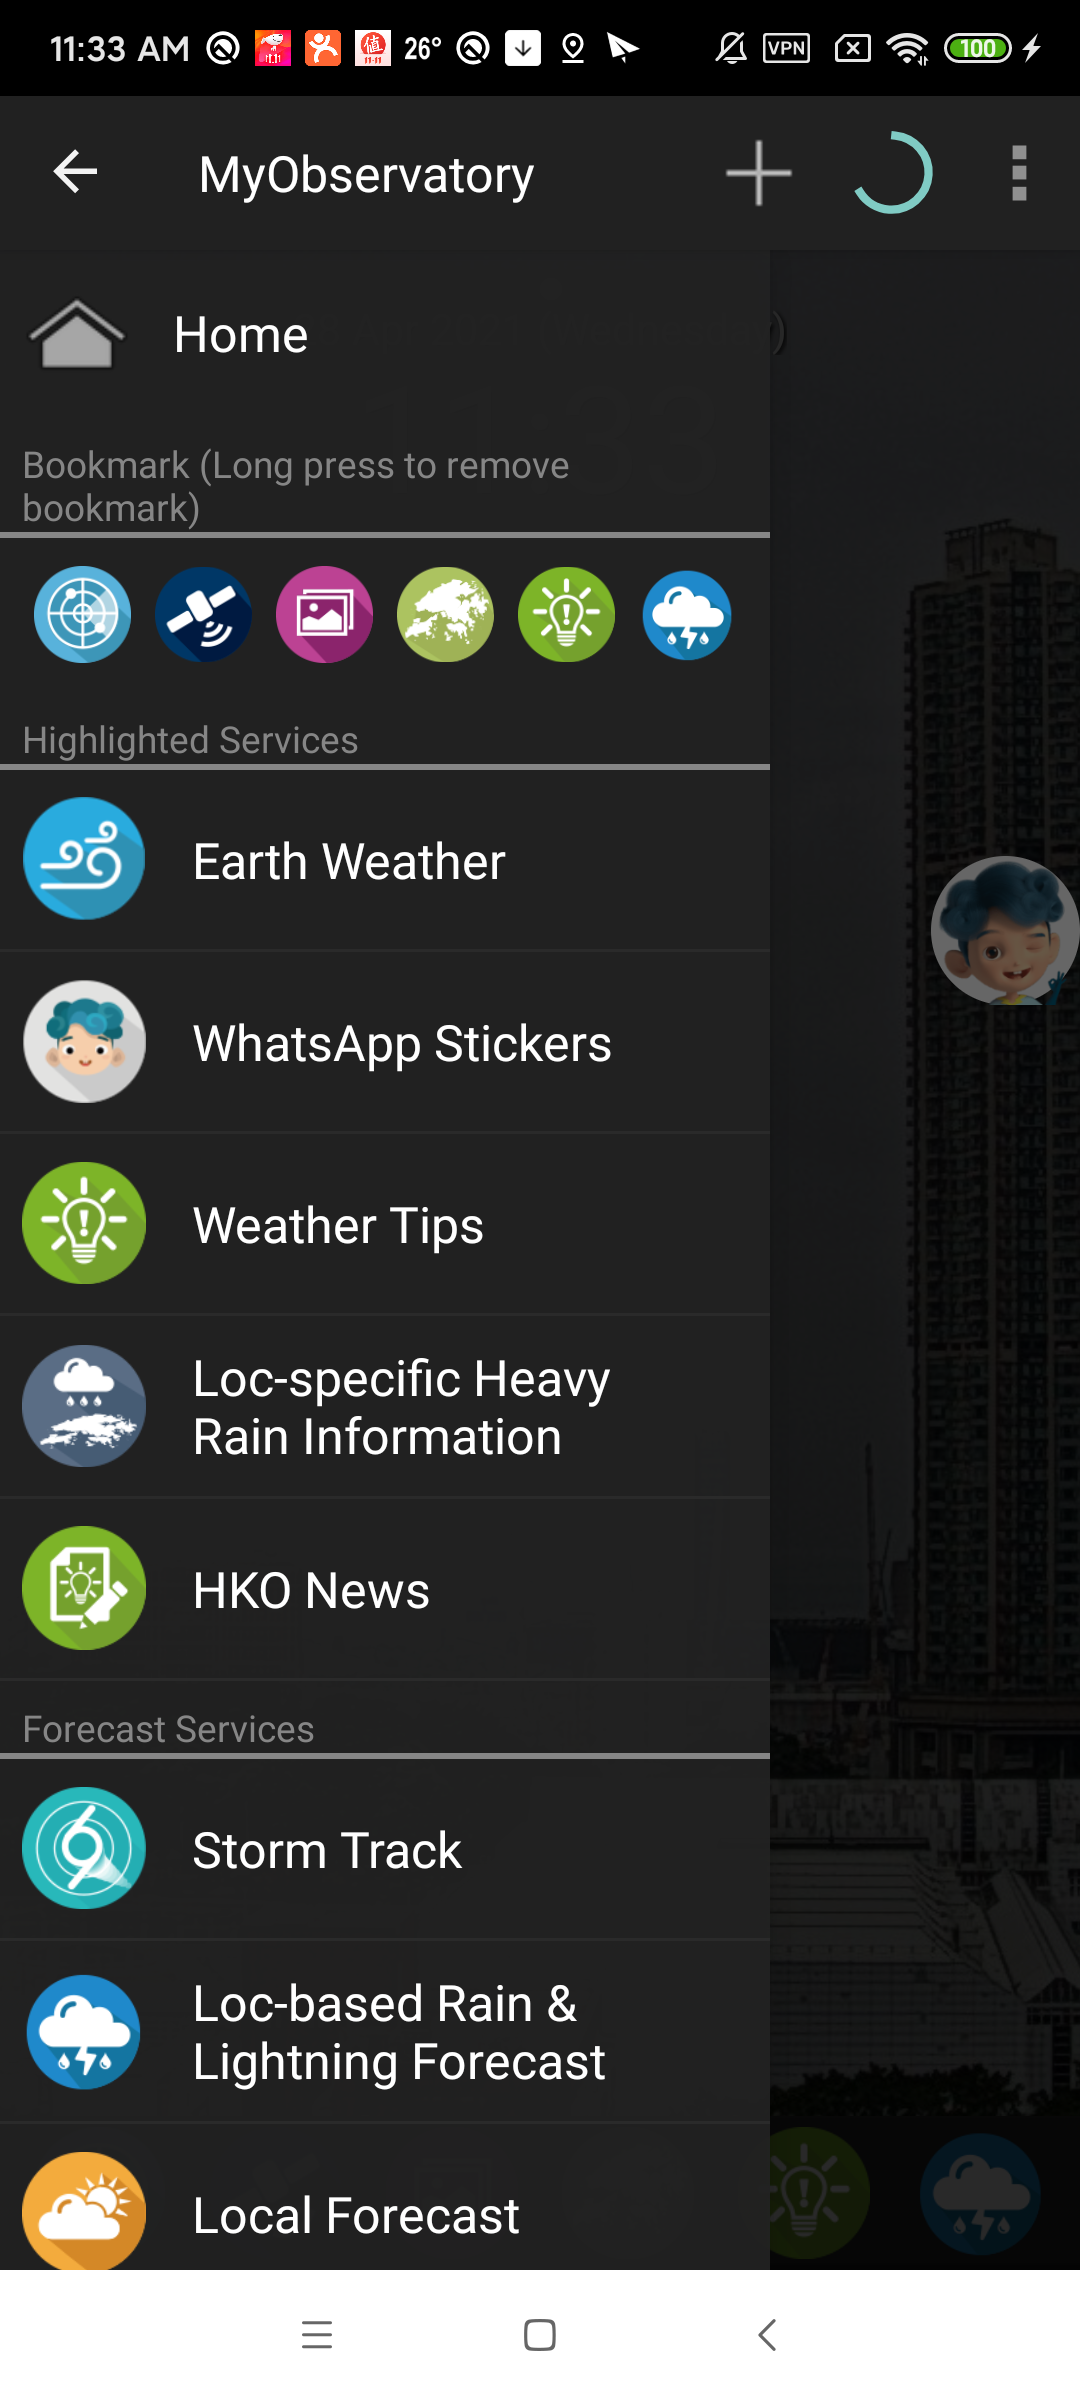 11:33 AM 26° VPN 100
MyObservatory
Home
Bookmark (Long press to remove
bookmark)
Highlighted Services
Earth Weather
WhatsApp Stickers
Weather Tips
Loc-specific Heavy
Rain Information
HKO News
Forecast Services
Storm Track
Loc-based Rain &
Lightning Forecast
Local Forecast